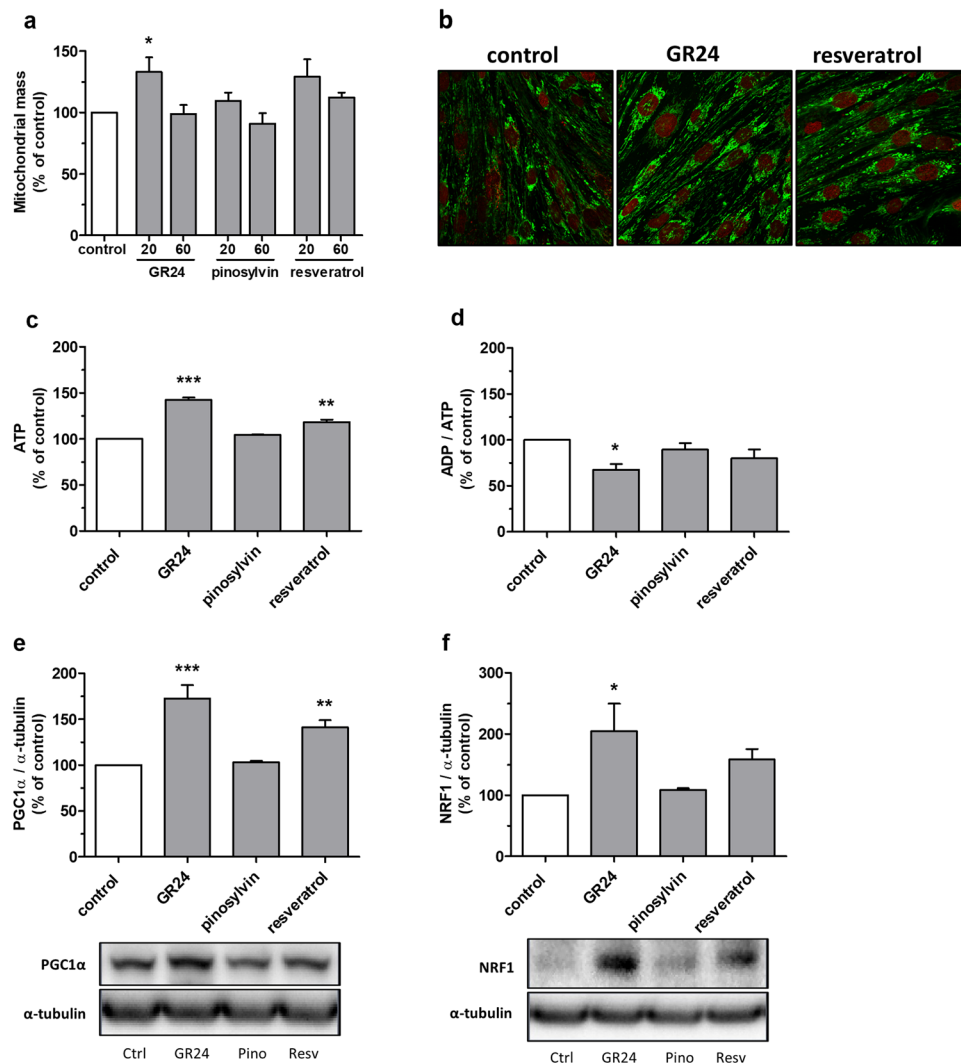 a
Mitochondrial mass
(% of control)
150
100
50
0
*
control
20 60 20 60 20 60
GR24 pinosylvin resveratrol
b
control GR24 resveratrol
c
ATP
(% of control)
200
150
100
50
0
*** **
control GR24 pinosylvin resveratrol
d
ADP / ATP
(% of control)
200
150
100
50
0
*
control GR24 pinosylvin resveratrol
e
PGC1α / α-tubulin
(% of control)
200
150
100
50
0
*** **
control GR24 pinosylvin resveratrol
PGC1α
α-tubulin
Ctrl GR24 Pino Resv
f
NRF1 / α-tubulin
(% of control)
300
200
100
0
*
control GR24 pinosylvin resveratrol
NRF1
α-tubulin
Ctrl GR24 Pino Resv